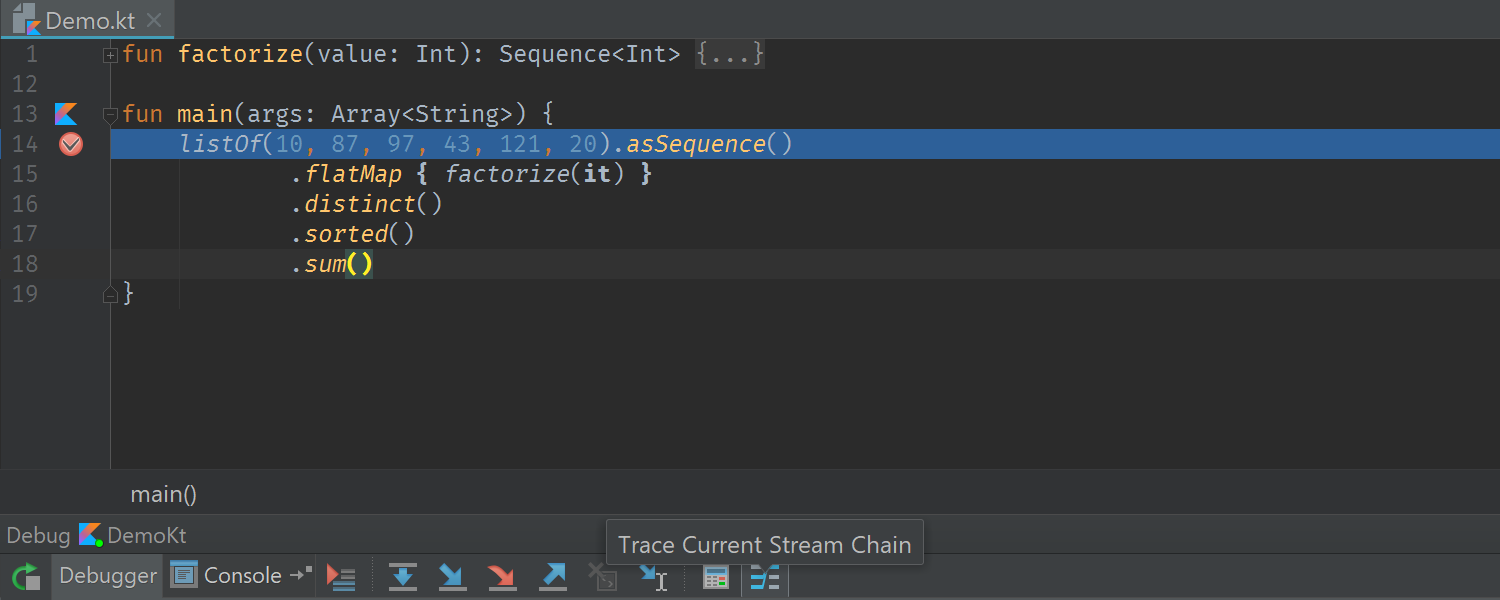 Demo.kt
1 fun factorize(value: Int): Sequence<Int> {...}
12
13 fun main(args: Array<String>) {
14 listOf(10, 87, 97, 43, 121, 20).asSequence()
15 .flatMap { factorize(it) }
16 .distinct()
17 .sorted()
18 .sum()
19 }
main()
Debug DemoKt
Trace Current Stream Chain
Debugger Console